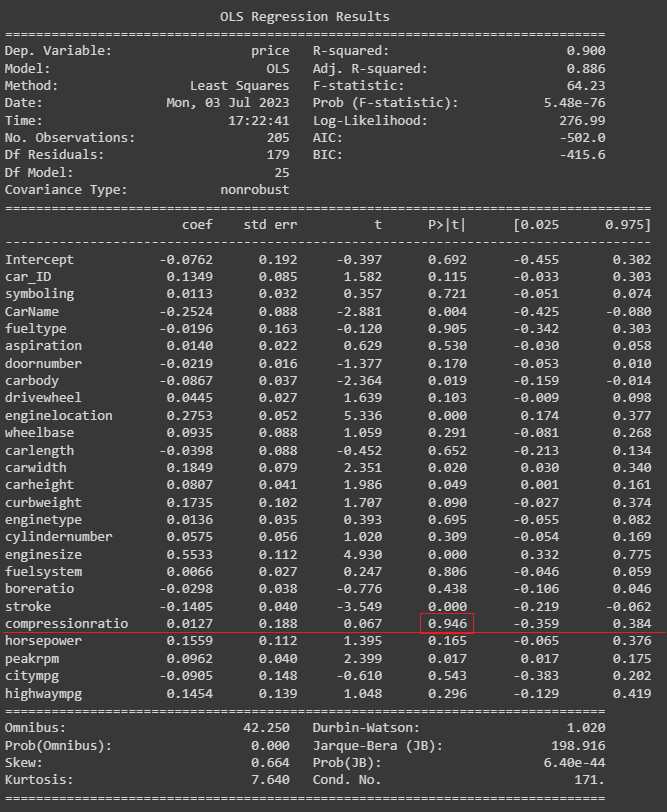 OLS Regression Results
==============================================================================
Dep. Variable: price R-squared: 0.900
Model: OLS Adj. R-squared: 0.886
Method: Least Squares F-statistic: 64.23
Date: Mon, 03 Jul 2023 Prob (F-statistic): 5.48e-76
Time: 17:22:41 Log-Likelihood: 276.99
No. Observations: 205 AIC: -502.0
Df Residuals: 179 BIC: -415.6
Df Model: 25
Covariance Type: nonrobust
====================================================================================
coef std err t P>|t| [0.025 0.975]
------------------------------------------------------------------------------------
Intercept -0.0762 0.192 -0.397 0.692 -0.455 0.302
car_ID 0.1349 0.085 1.582 0.115 -0.033 0.303
symboling 0.0113 0.032 0.357 0.721 -0.051 0.074
CarName -0.2524 0.088 -2.881 0.004 -0.425 -0.080
fueltype -0.0196 0.163 -0.120 0.905 -0.342 0.303
aspiration 0.0140 0.022 0.629 0.530 -0.030 0.058
doornumber -0.0219 0.016 -1.377 0.170 -0.053 0.010
carbody -0.0867 0.037 -2.364 0.019 -0.159 -0.014
drivewheel 0.0445 0.027 1.639 0.103 -0.009 0.098
enginelocation 0.2753 0.052 5.336 0.000 0.174 0.377
wheelbase 0.0935 0.088 1.059 0.291 -0.081 0.268
carlength -0.0398 0.088 -0.452 0.652 -0.213 0.134
carwidth 0.1849 0.079 2.351 0.020 0.030 0.340
carheight 0.0807 0.041 1.986 0.049 0.001 0.161
curbweight 0.1735 0.102 1.707 0.090 -0.027 0.374
enginetype 0.0136 0.035 0.393 0.695 -0.055 0.082
cylindernumber 0.0575 0.056 1.020 0.309 -0.054 0.169
enginesize 0.5533 0.112 4.930 0.000 0.332 0.775
fuelsystem 0.0066 0.027 0.247 0.806 -0.046 0.059
boreratio -0.0298 0.038 -0.776 0.438 -0.106 0.046
stroke -0.1405 0.040 -3.549 0.000 -0.219 -0.062
compressionratio 0.0127 0.188 0.067 0.946 -0.359 0.384
horsepower 0.1559 0.112 1.395 0.165 -0.065 0.376
peakrpm 0.0962 0.040 2.399 0.017 0.017 0.175
citympg -0.0905 0.148 -0.610 0.543 -0.383 0.202
highwaympg 0.1454 0.139 1.048 0.296 -0.129 0.419
==============================================================================
Omnibus: 42.250 Durbin-Watson: 1.020
Prob(Omnibus): 0.000 Jarque-Bera (JB): 198.916
Skew: 0.664 Prob(JB): 6.40e-44
Kurtosis: 7.640 Cond. No. 171.
==============================================================================